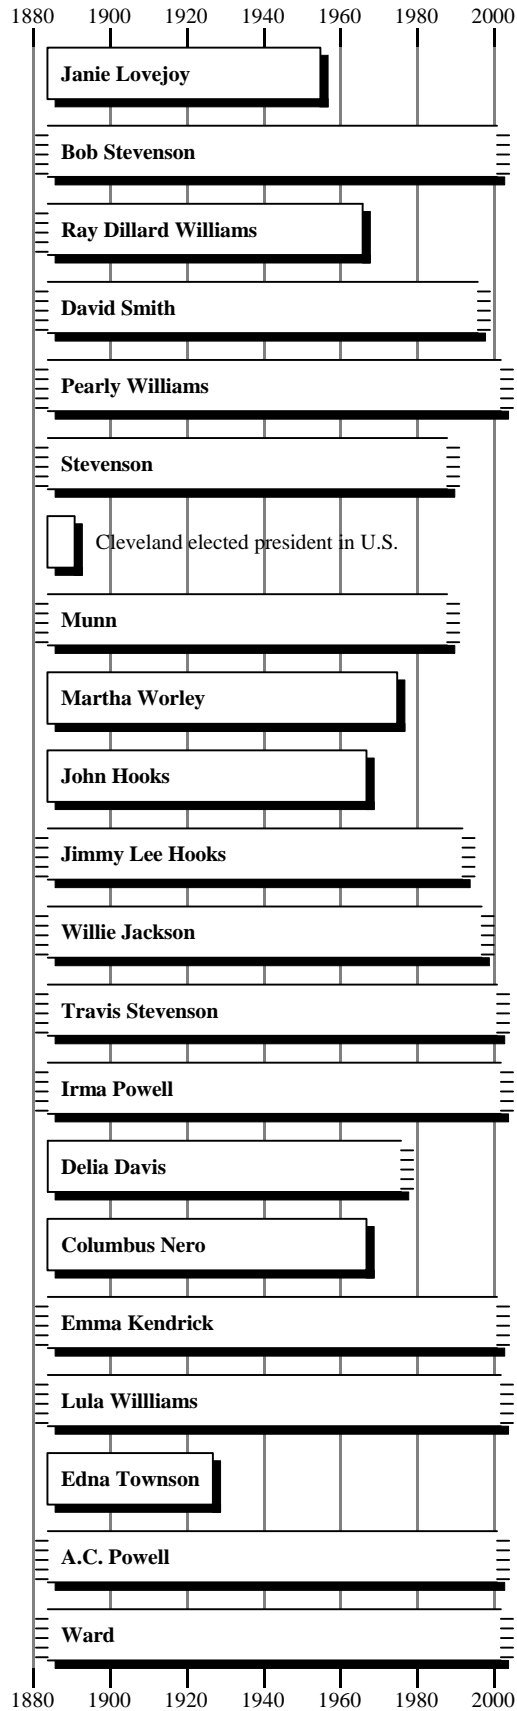 1880 1900 1920 1940 1960 1980 2000
Janie Lovejoy
Bob Stevenson
Ray Dillard Williams
David Smith
Pearly Williams
Stevenson
Cleveland elected president in U.S.
Munn
Martha Worley
John Hooks
Jimmy Lee Hooks
Willie Jackson
Travis Stevenson
Irma Powell
Delia Davis
Columbus Nero
Emma Kendrick
Lula Willliams
Edna Townson
A.C. Powell
Ward
1880 1900 1920 1940 1960 1980 2000